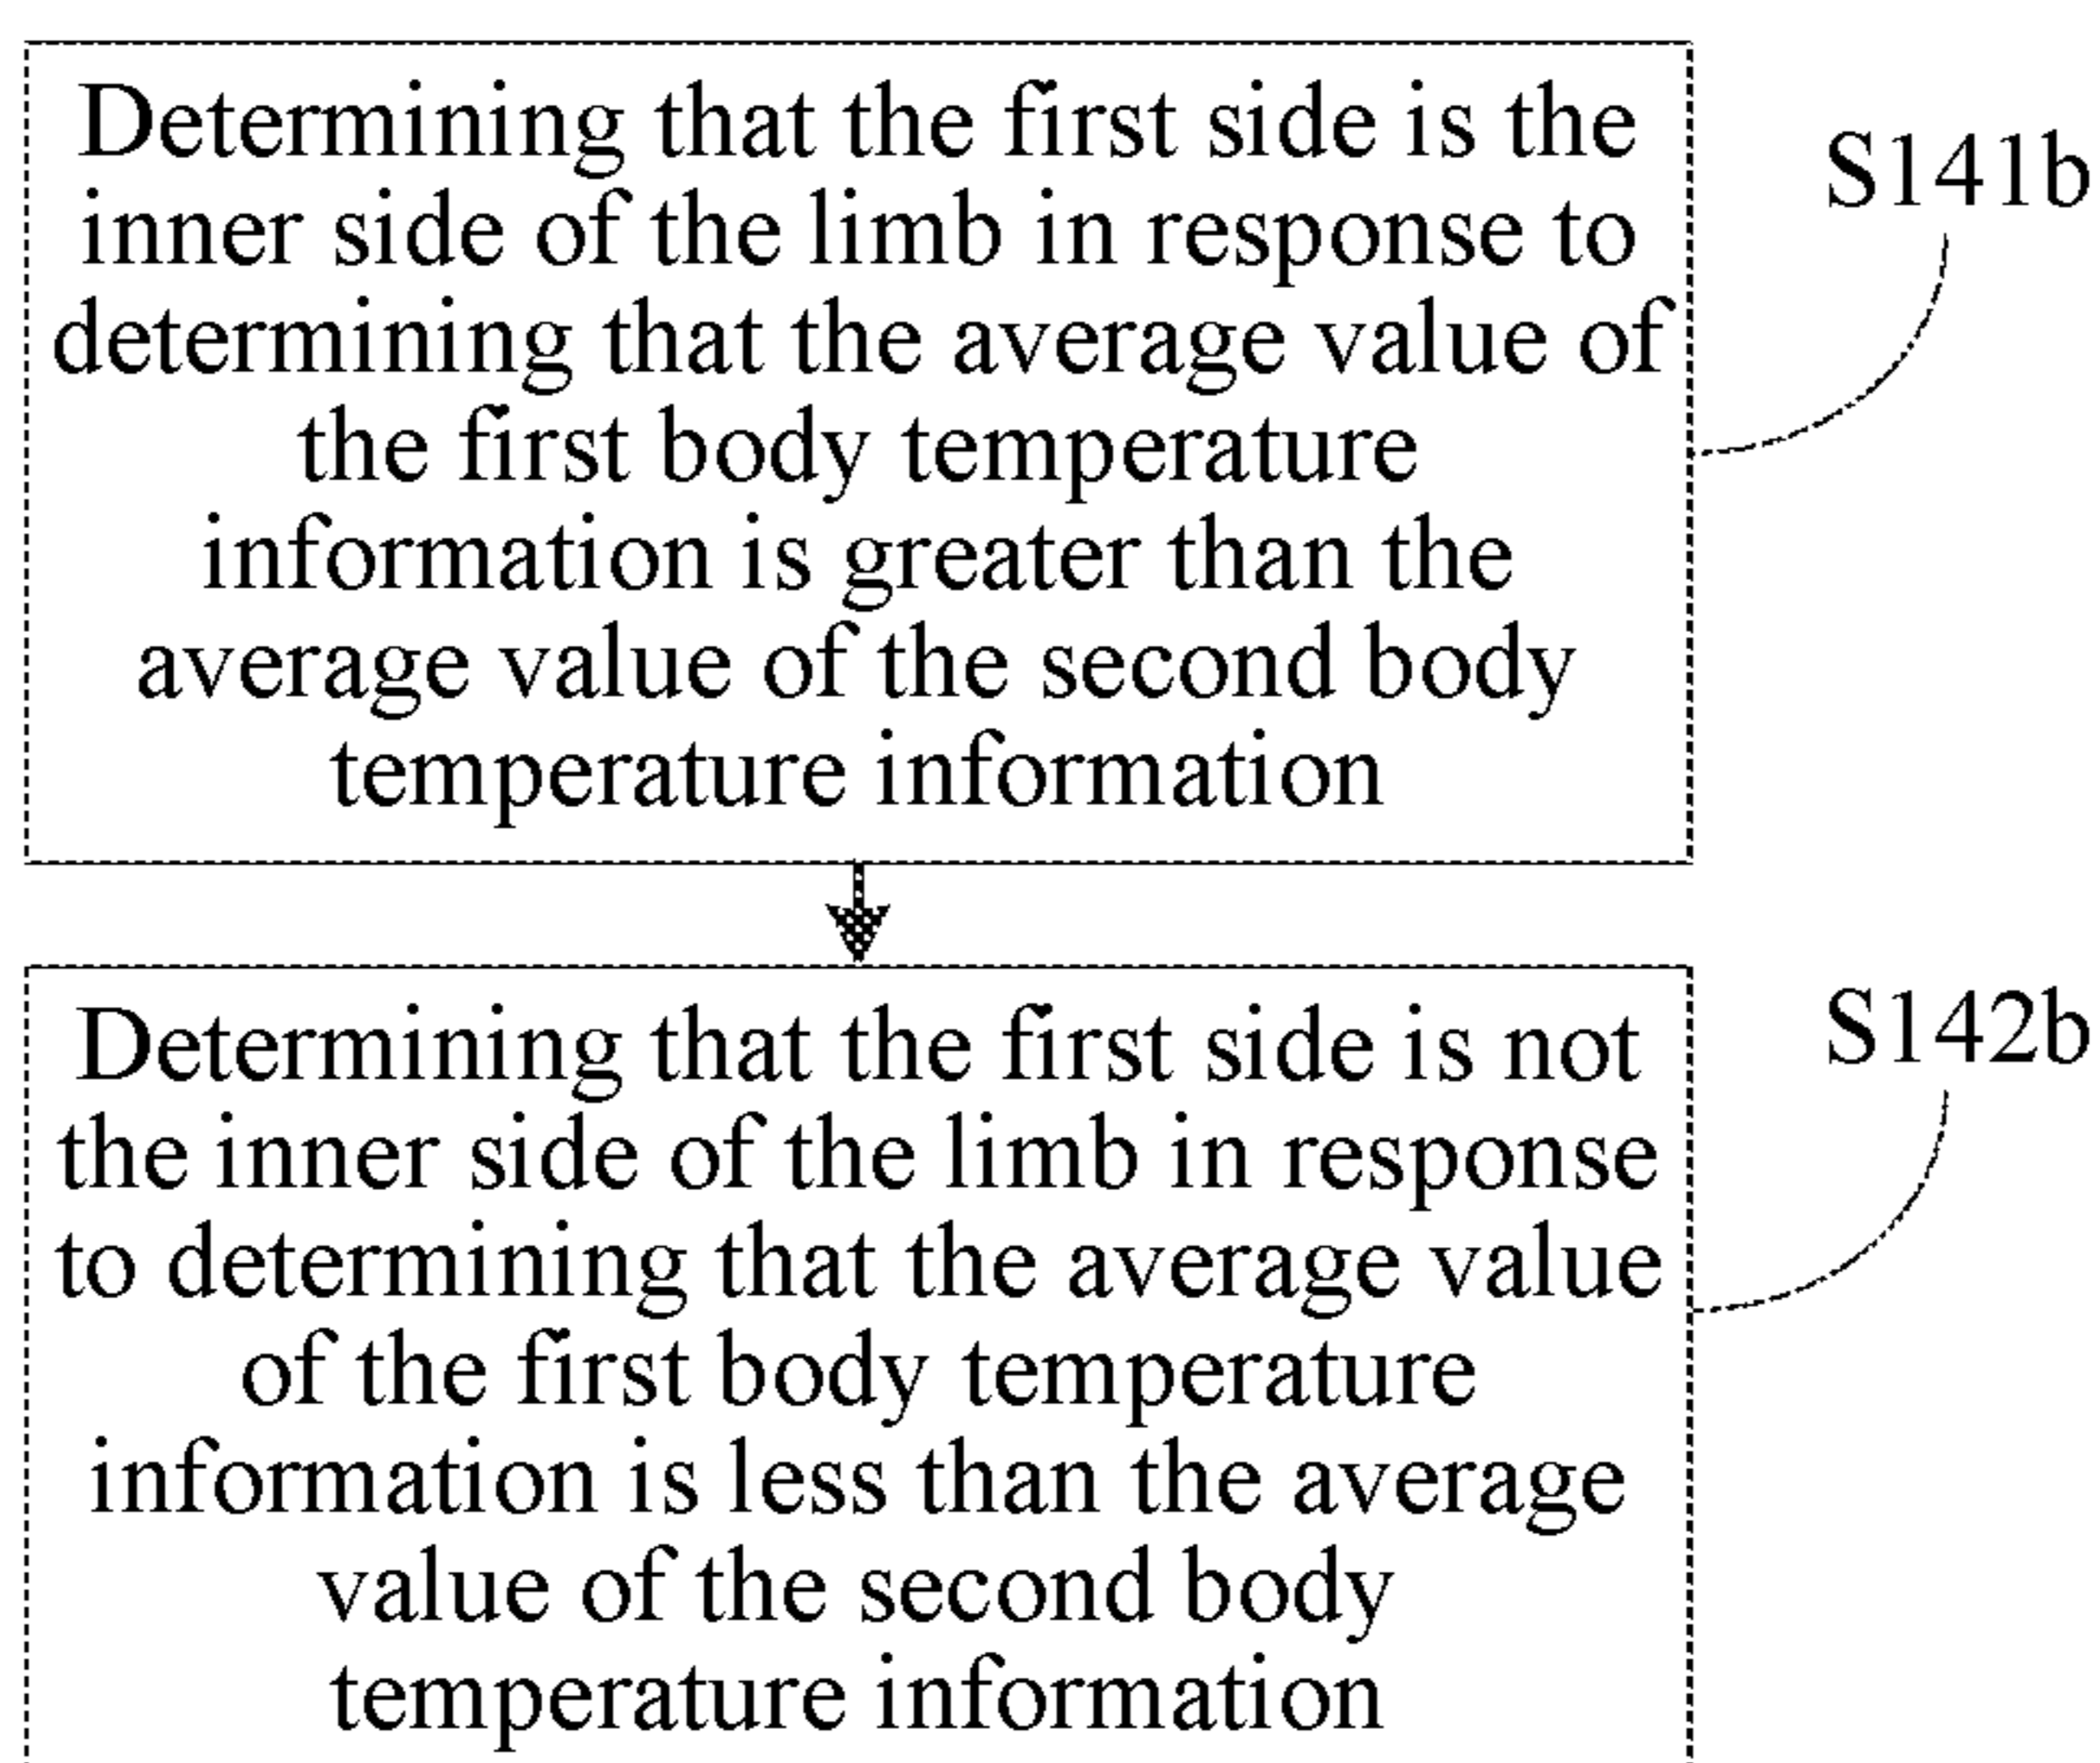 Determining that the first side is the
inner side of the limb in response to
determining that the average value of
the first body temperature
information is greater than the
average value of the second body
temperature information
S141b
Determining that the first side is not
the inner side of the limb in response
to determining that the average value
of the first body temperature
information is less than the average
value of the second body
temperature information
S142b